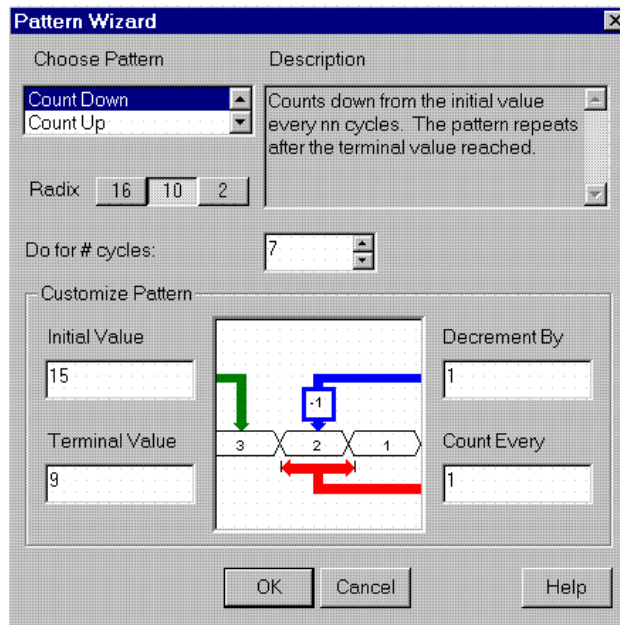 Pattern Wizard
Choose Pattern
Description
Count Down
Count Up
Counts down from the initial value
every nn cycles. The pattern repeats
after the terminal value reached.
Radix 16 10 2
Do for # cycles: 7
Customize Pattern
Initial Value
15
Decrement By
1
-1
3 2 1
Terminal Value
9
Count Every
1
OK Cancel Help